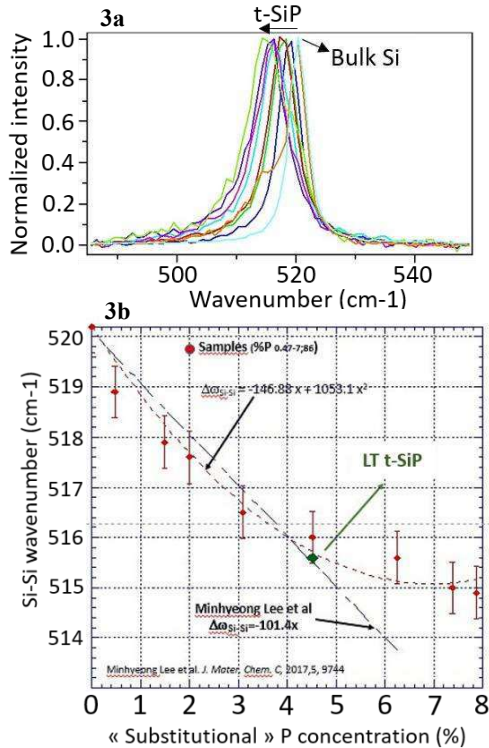 3a
t-SiP
Bulk Si
Normalized intensity
1.0
0.8
0.6
0.4
0.2
0.0
500
520
540
Wavenumber (cm-1)
3b
Si-Si wavenumber (cm-1)
520
519
518
517
516
515
514
Samples (%P 0.47-7;86)
Δω Si-Si = -146.88 x + 1053.1 x²
LT t-SiP
Minhyeong Lee et al
Δω Si-Si =-101.4x
Minhyeong Lee et al. J. Mater. Chem. C, 2017,5, 9744
0 1 2 3 4 5 6 7 8
« Substitutional » P concentration (%)